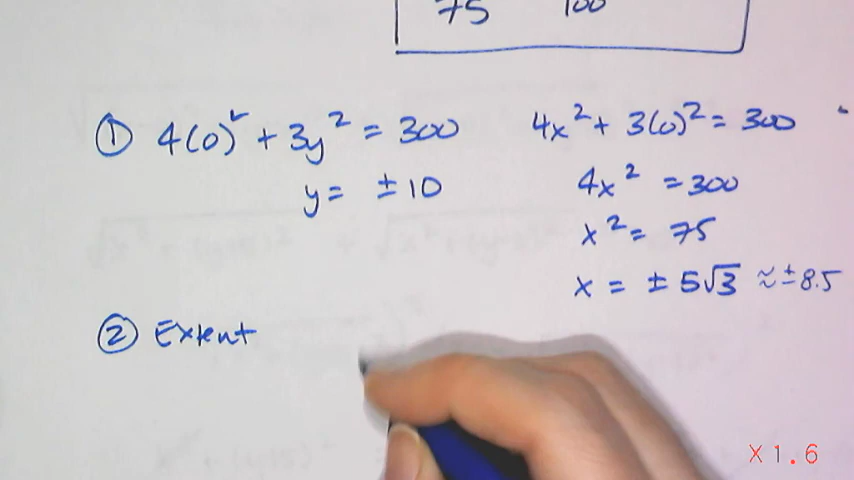 75 100
① 4(0)² + 3y² = 300
y = ±10
4x² + 3(0)² = 300
4x² = 300
x² = 75
x = ± 5√3 ≈ ±8.5
② Extent
X1.6